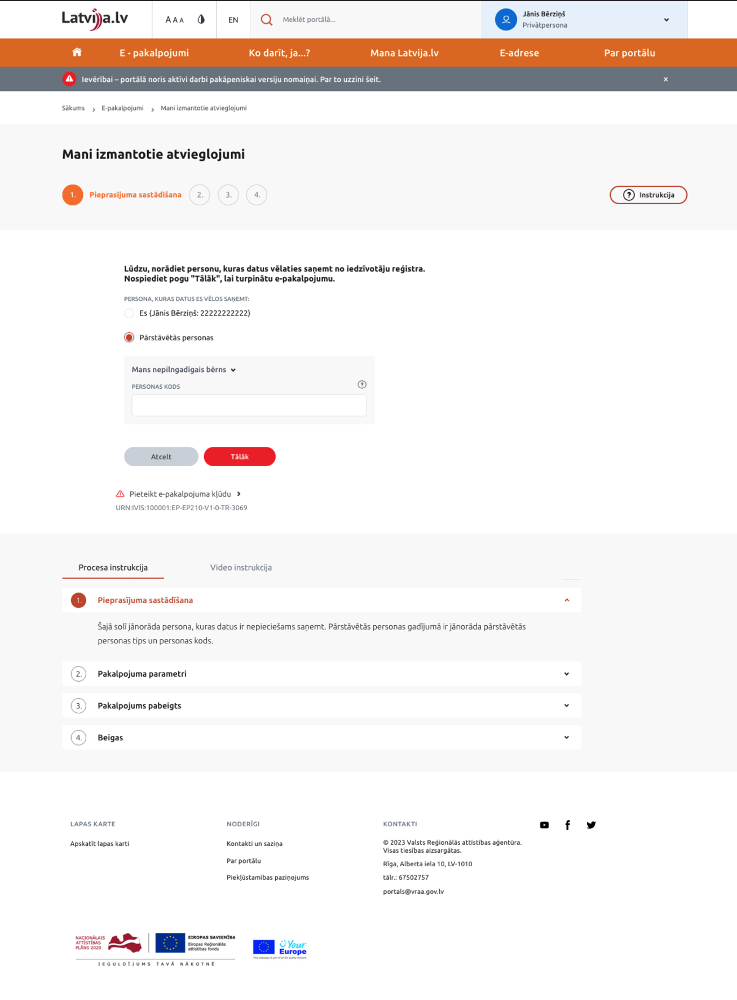 Latvija.lv
A A A
EN
Meklēt portālā...
Jānis Bērziņš
Privātpersona
E - pakalpojumi
Ko darīt, ja...?
Mana Latvija.lv
E-adrese
Par portālu
Ievērībai – portālā noris aktīvi darbi pakāpeniskai versiju nomaiņai. Par to uzzini šeit.
Sākums
E-pakalpojumi
Mani izmantotie atvieglojumi
Mani izmantotie atvieglojumi
1. Pieprasījuma sastādīšana
2.
3.
4.
Instrukcija
Lūdzu, norādiet personu, kuras datus vēlaties saņemt no iedzīvotāju reģistra.
Nospiediet pogu "Tālāk", lai turpinātu e-pakalpojumu.
PERSONA, KURAS DATUS ES VĒLOS SAŅEMT:
Es (Jānis Bērziņš: 22222222222)
Pārstāvētās personas
Mans nepilngadīgais bērns
PERSONAS KODS
Atcelt
Tālāk
Pieteikt e-pakalpojuma kļūdu
URN:IVIS:100001:EP-EP210-V1-0-TR-3069
Procesa instrukcija
Video instrukcija
1. Pieprasījuma sastādīšana
Šajā solī jānorāda persona, kuras datus ir nepieciešams saņemt. Pārstāvētās personas gadījumā ir jānorāda pārstāvētās
personas tips un personas kods.
2. Pakalpojuma parametri
3. Pakalpojums pabeigts
4. Beigas
LAPAS KARTE
Apskatīt lapas karti
NODERĪGI
Kontakti un saziņa
Par portālu
Piekļūstamības paziņojums
KONTAKTI
© 2023 Valsts Reģionālās attīstības aģentūra.
Visas tiesības aizsargātas.
Rīga, Alberta iela 10, LV-1010
tālr.: 67502757
portals@vraa.gov.lv
NACIONĀLAIS
ATTĪSTĪBAS
PLĀNS 2020
EIROPAS SAVIENĪBA
Eiropas Reģionālās
attīstības fonds
IEGULDĪJUMS TAVĀ NĀKOTNĒ
Your
Europe
This webpage is part of an EU quality network